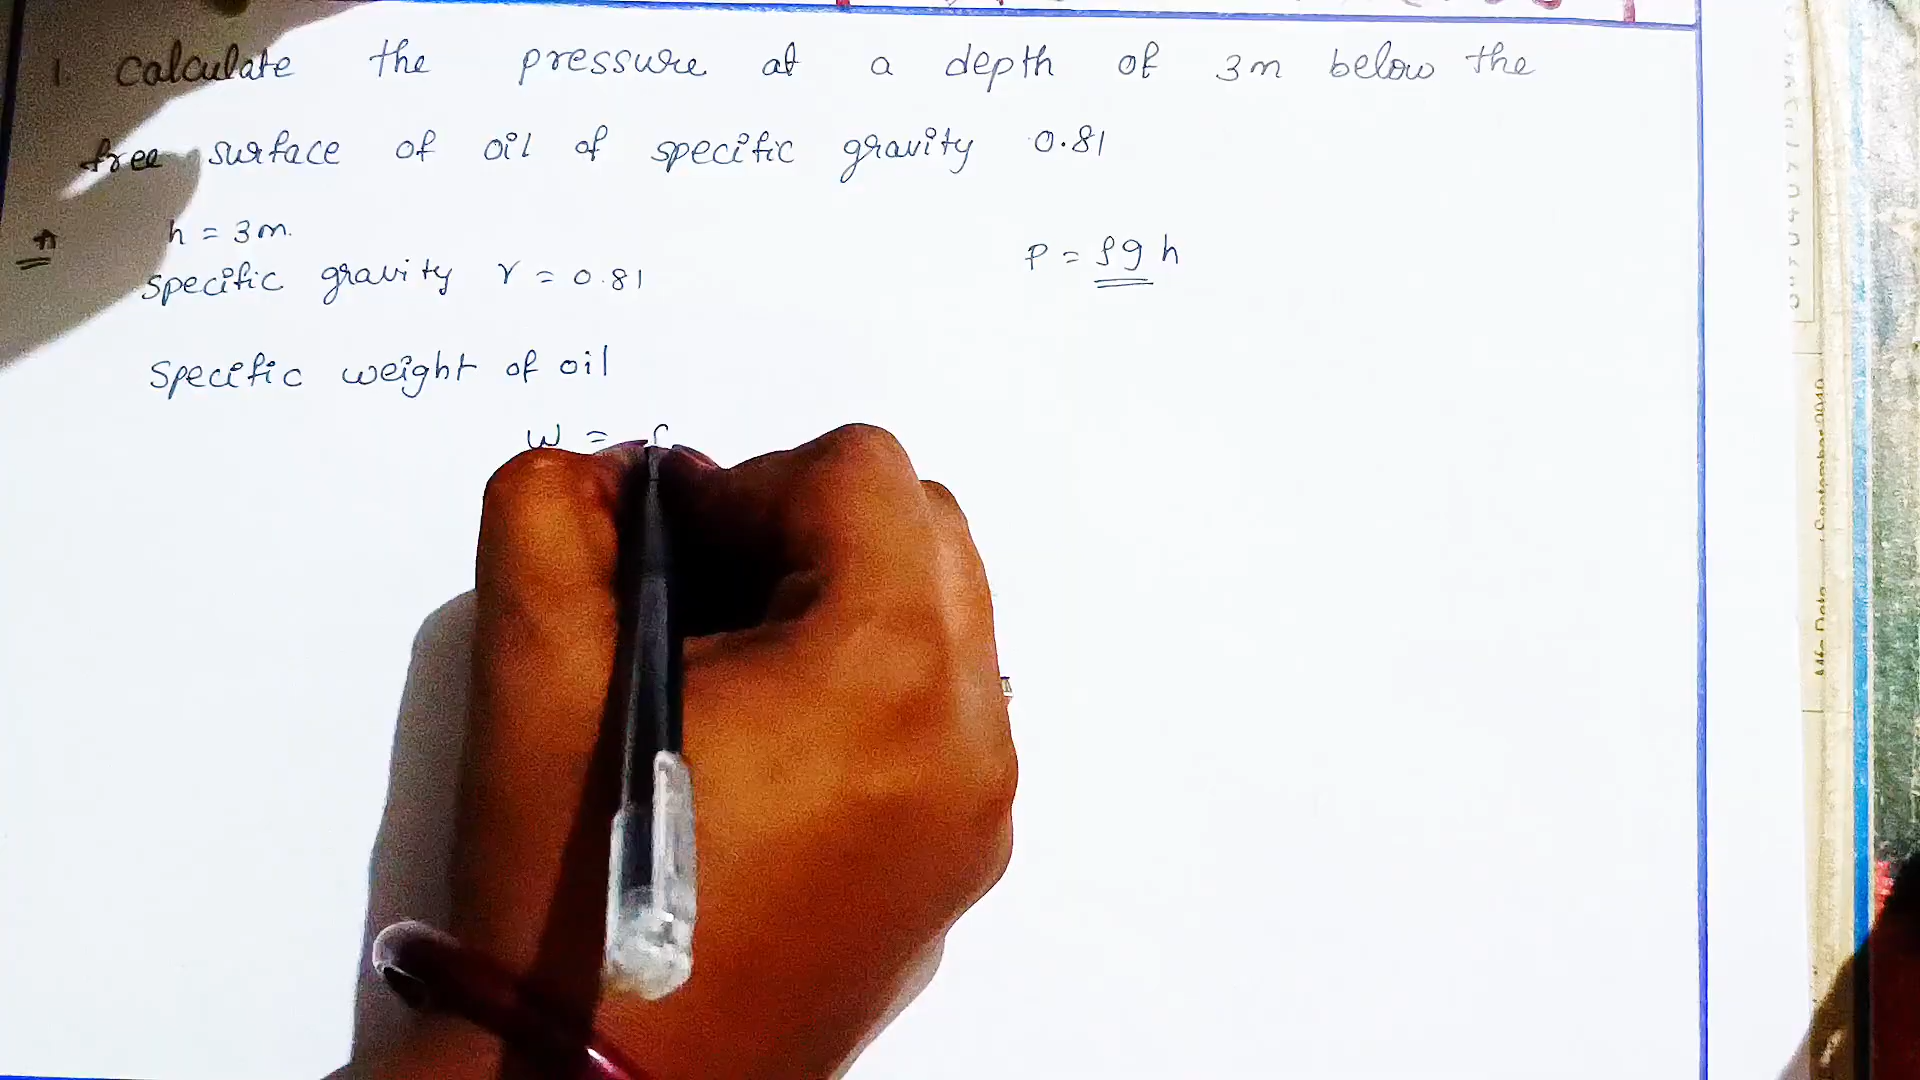 1. Calculate the pressure at a depth of 3m below the
free surface of oil of specific gravity 0.81
h = 3m.
P = ρg h
specific gravity r = 0.81
specific weight of oil
w =